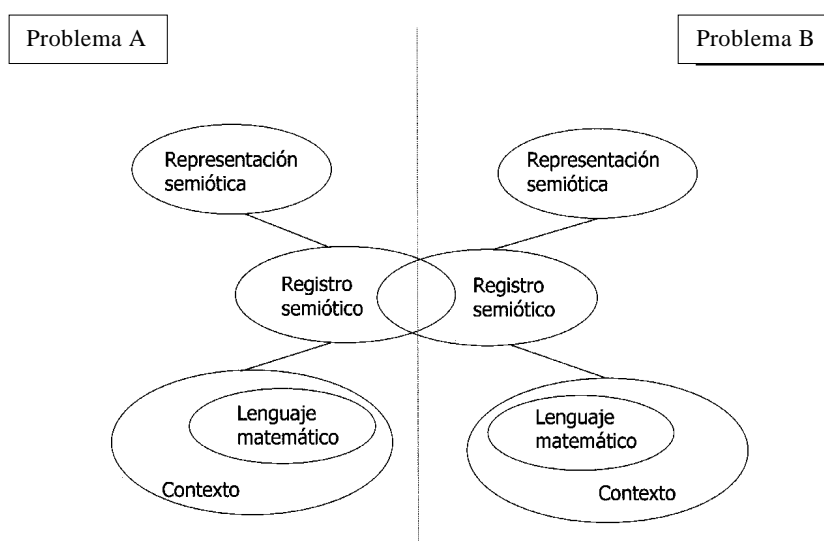 Problema A
Problema B
Representación
semiótica
Representación
semiótica
Registro
semiótico
Registro
semiótico
Lenguaje
matemático
Contexto
Lenguaje
matemático
Contexto